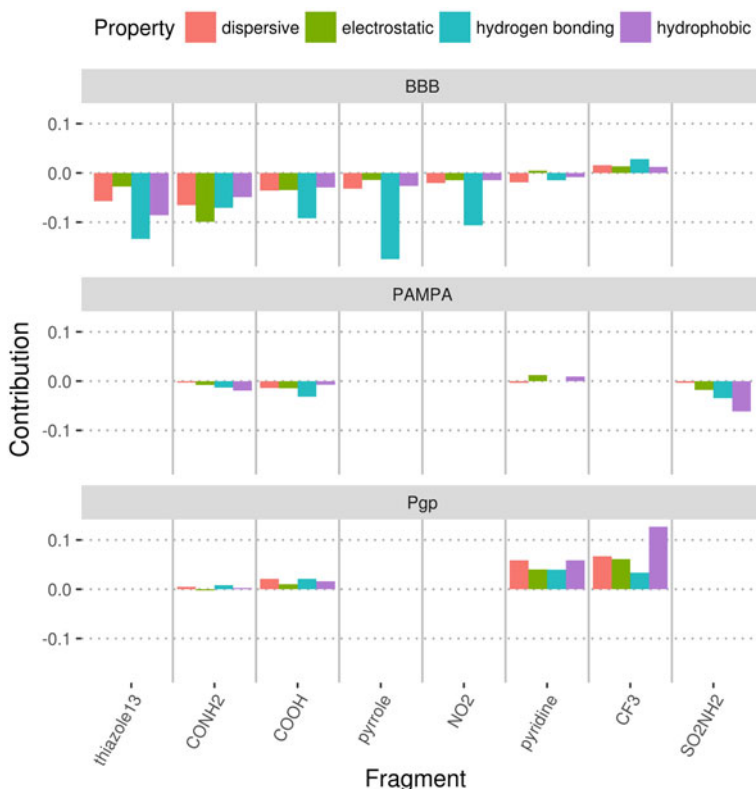 Property dispersive electrostatic hydrogen bonding hydrophobic
BBB
0.1
0.0
-0.1
PAMPA
0.1
0.0
-0.1
Pgp
0.1
0.0
-0.1
Contribution
thiazole13 CONH2 COOH pyrrole NO2 pyridine CF3 SO2NH2
Fragment